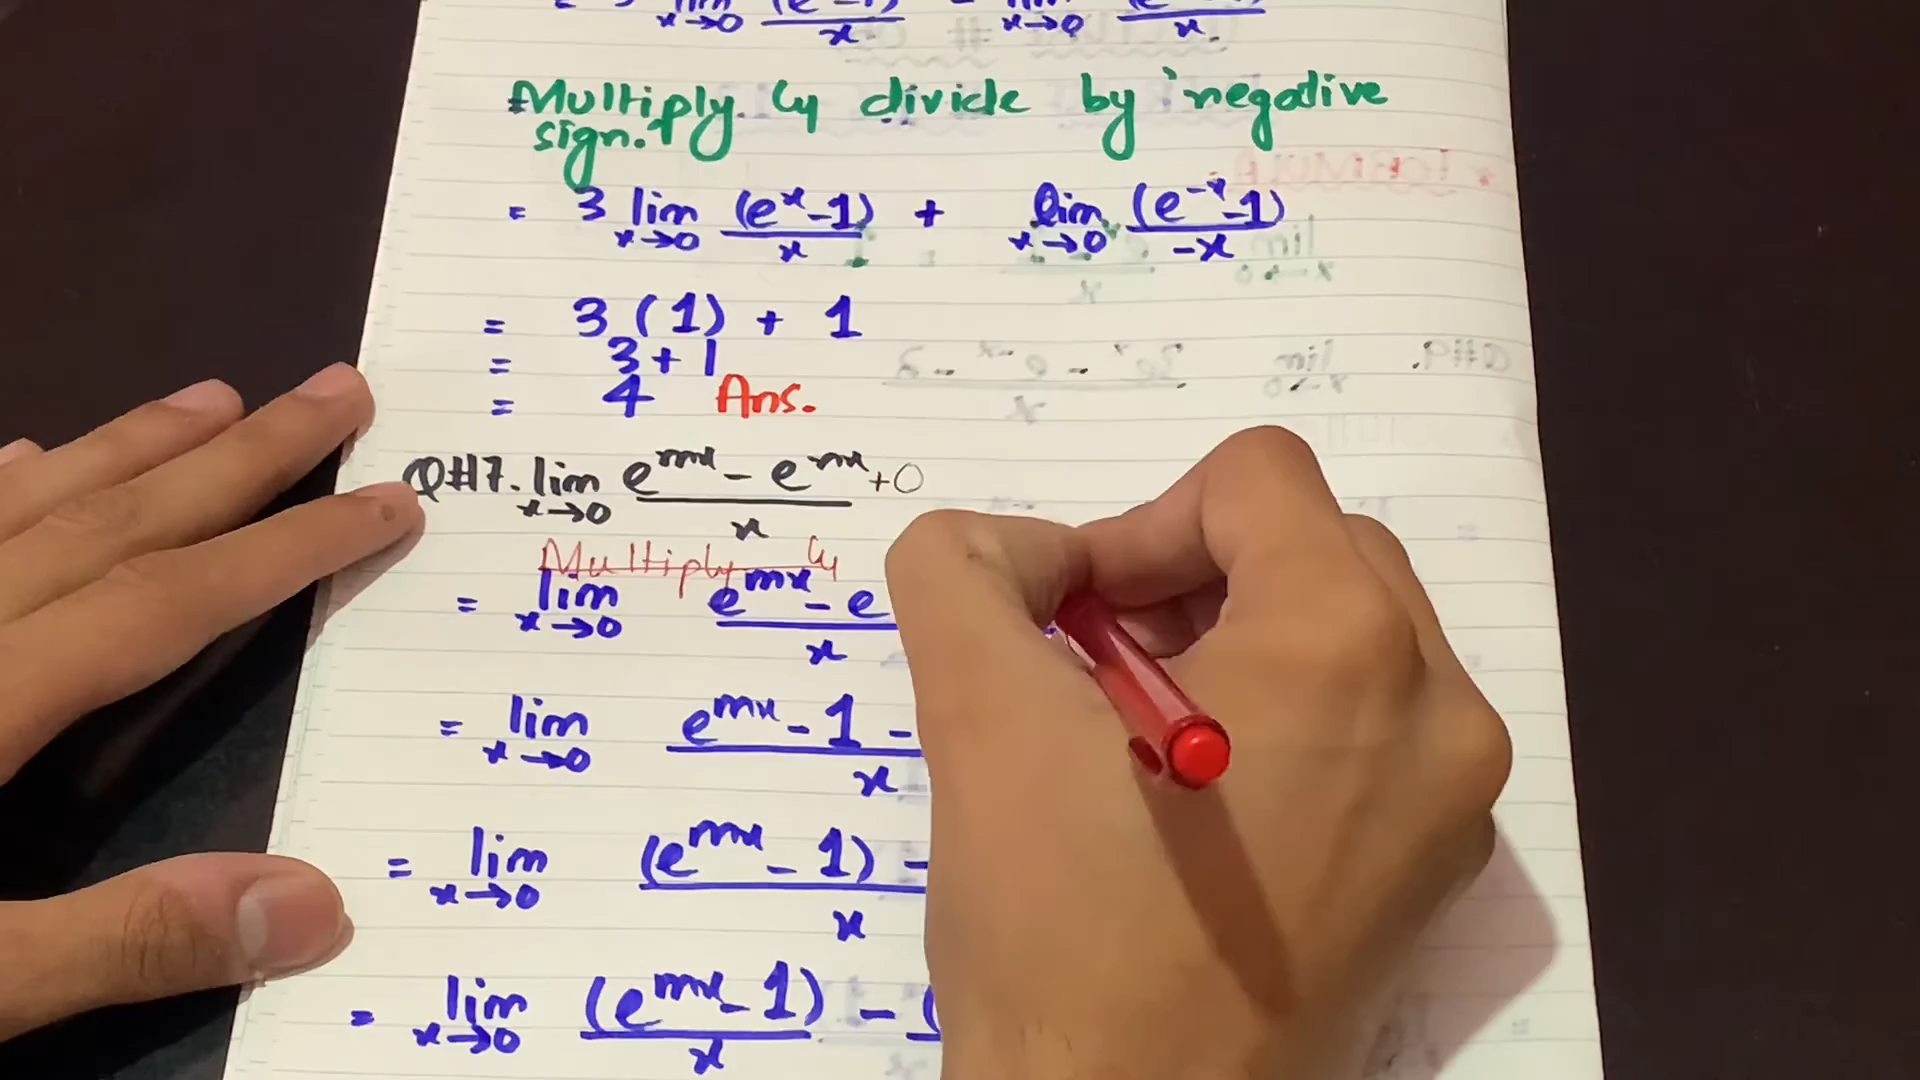 Multiply & divide by negative
sign.
= 3 lim x→0 (e^x - 1)/x + lim x→0 (e^-x - 1)/-x
= 3 (1) + 1
= 3 + 1
= 4 Ans.
Q#7. lim x→0 (e^mx - e^nx)/x + 0
Multiply &
= lim x→0 e^mx - e / x
= lim x→0 e^mx - 1 - / x
= lim x→0 (e^mx - 1) - / x
= lim x→0 (e^mx - 1)/x - (